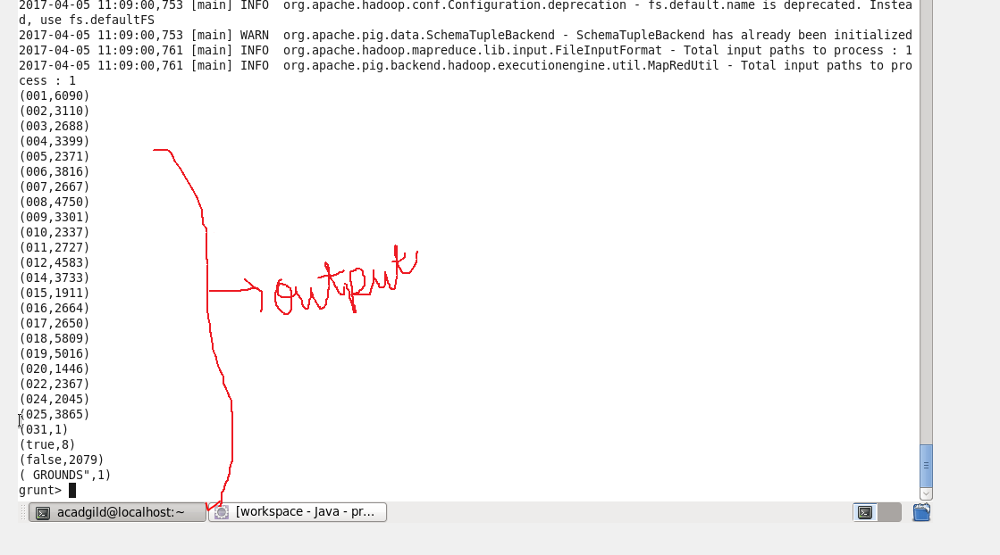 2017-04-05 11:09:00,753 [main] INFO  org.apache.hadoop.conf.Configuration.deprecation - fs.default.name is deprecated. Instea
d, use fs.defaultFS
2017-04-05 11:09:00,753 [main] WARN  org.apache.pig.data.SchemaTupleBackend - SchemaTupleBackend has already been initialized
2017-04-05 11:09:00,761 [main] INFO  org.apache.hadoop.mapreduce.lib.input.FileInputFormat - Total input paths to process : 1
2017-04-05 11:09:00,761 [main] INFO  org.apache.pig.backend.hadoop.executionengine.util.MapRedUtil - Total input paths to pro
cess : 1
(001,6090)
(002,3110)
(003,2688)
(004,3399)
(005,2371)
(006,3816)
(007,2667)
(008,4750)
(009,3301)
(010,2337)
(011,2727)
(012,4583)
(014,3733)
(015,1911)
(016,2664)
(017,2650)
(018,5809)
(019,5016)
(020,1446)
(022,2367)
(024,2045)
(025,3865)
(031,1)
(true,8)
(false,2079)
( GROUNDS",1)
grunt>
output
acadgild@localhost:~
[workspace - Java - pr...